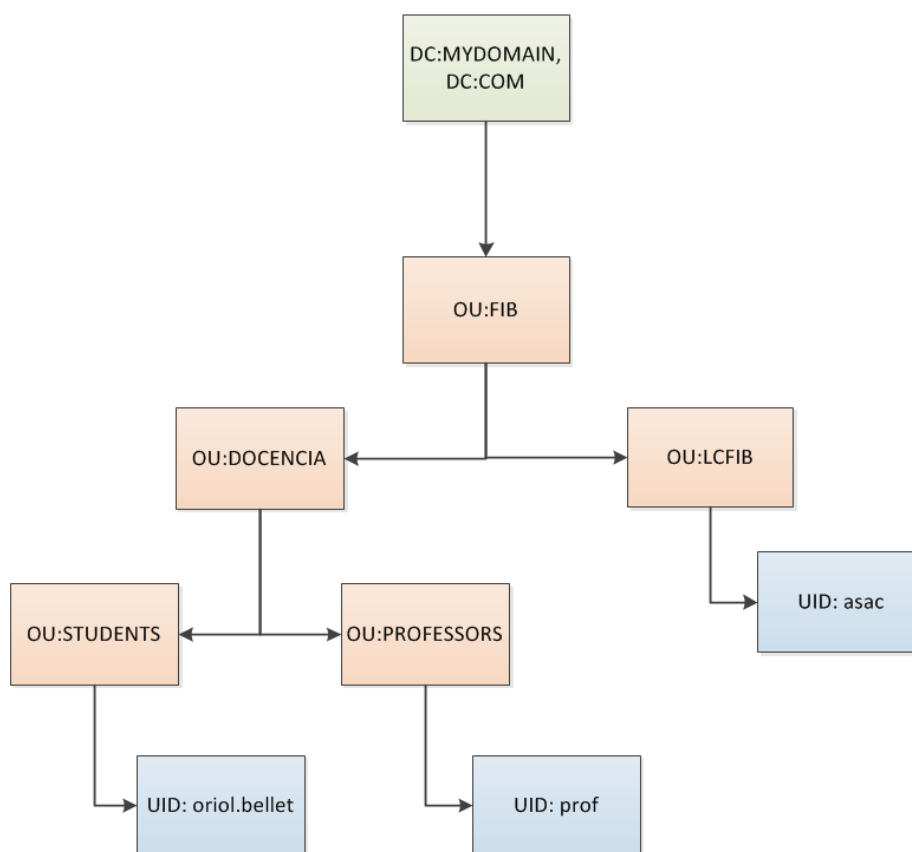 DC:MYDOMAIN,
DC:COM
OU:FIB
OU:DOCENCIA
OU:LCFIB
OU:STUDENTS
OU:PROFESSORS
UID: asac
UID: oriol.bellet
UID: prof